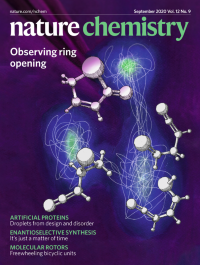 nature.com/nchem
September 2020 Vol. 12 No. 9
nature chemistry
Observing ring
opening
ARTIFICIAL PROTEINS
Droplets from design and disorder
ENANTIOSELECTIVE SYNTHESIS
It's just a matter of time
MOLECULAR ROTORS
Freewheeling bicyclic units